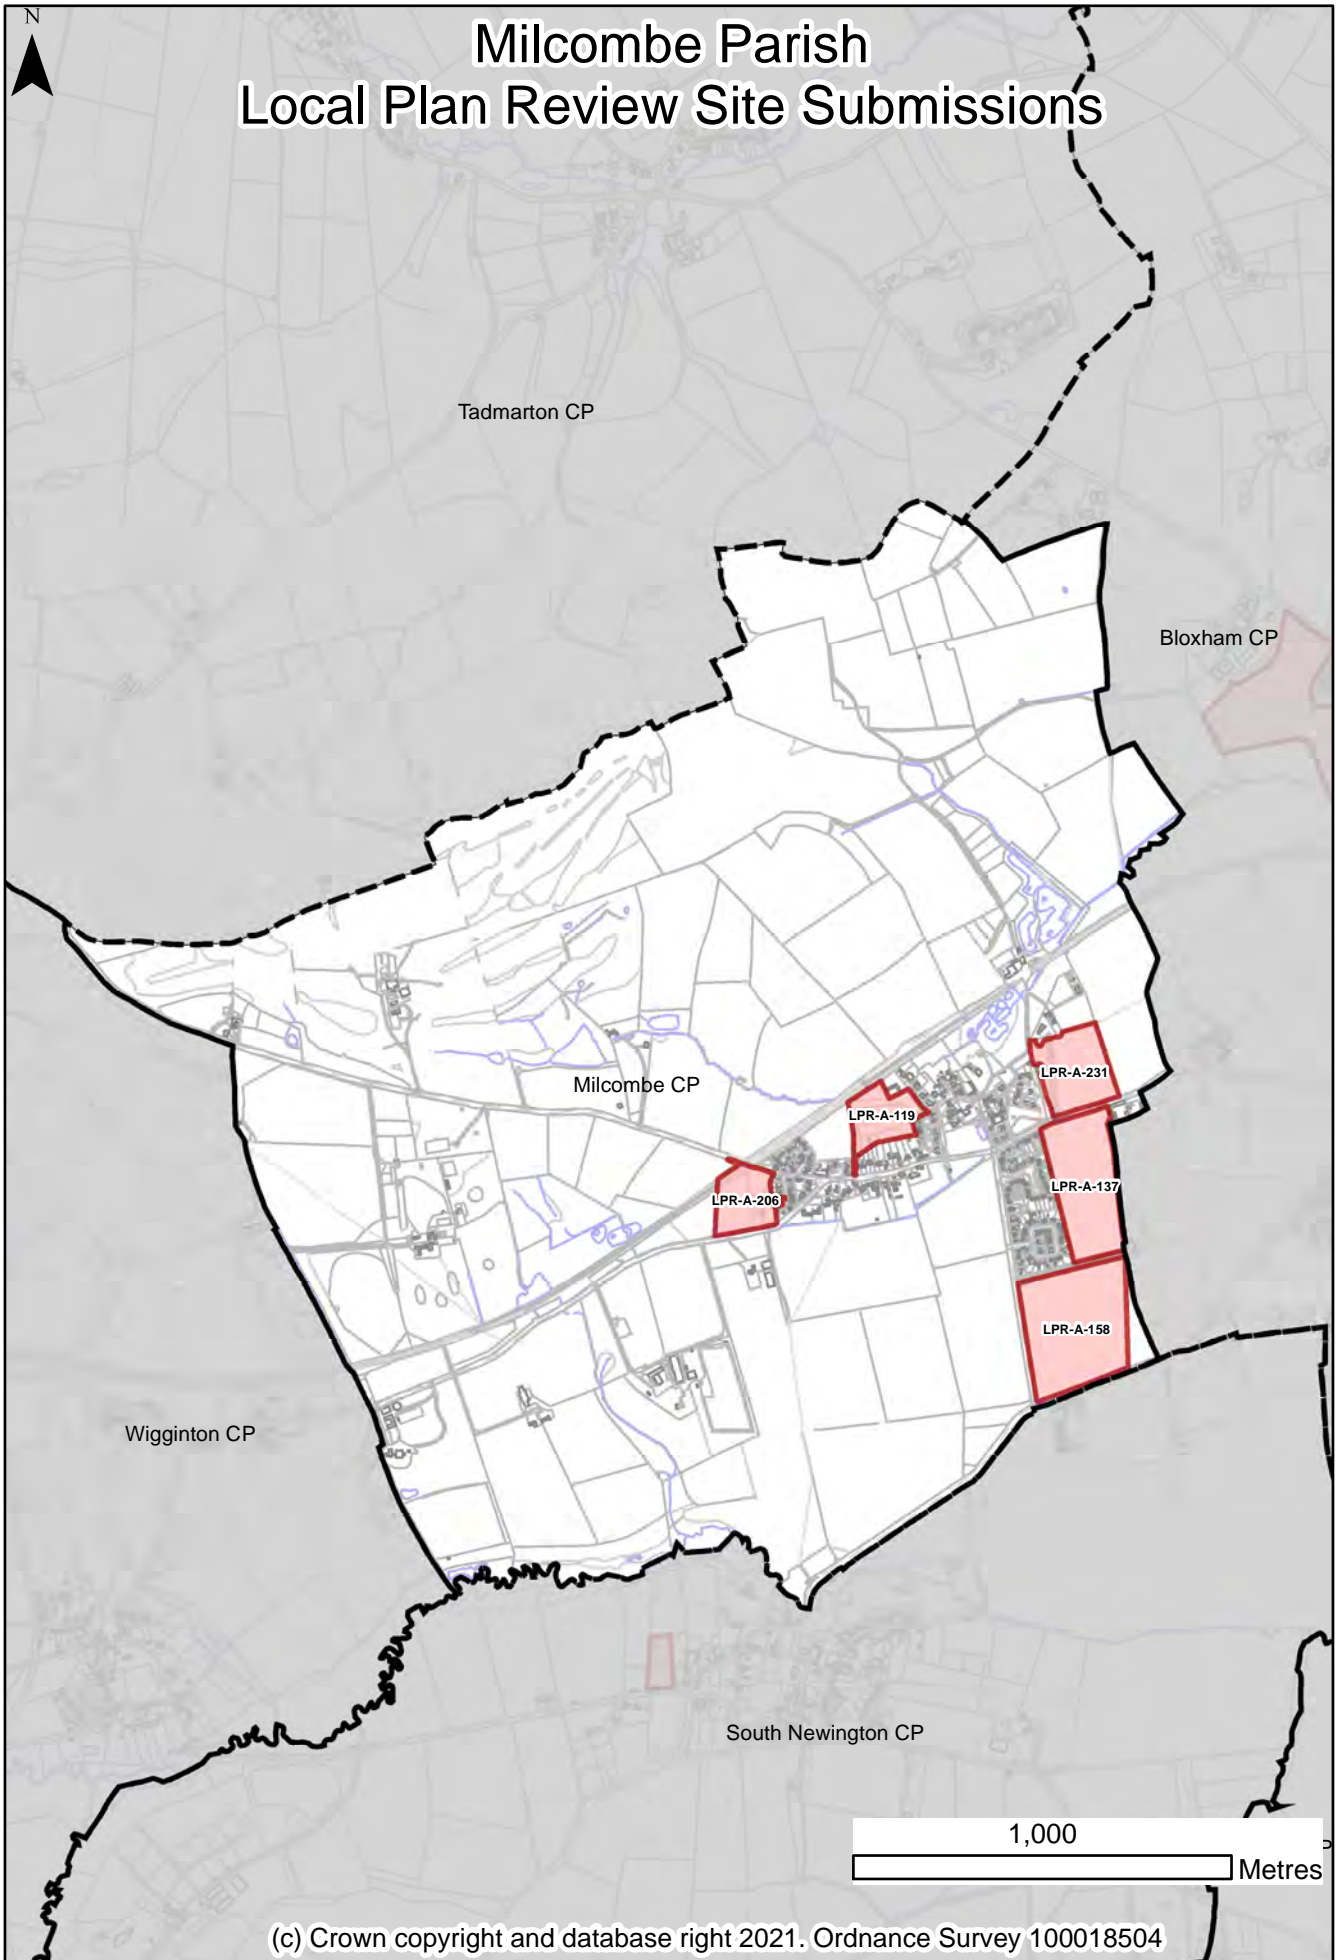 N
Milcombe Parish
Local Plan Review Site Submissions
Tadmarton CP
Bloxham CP
LPR-A-231
Milcombe CP
LPR-A-119
LPR-A-137
LPR-A-206
LPR-A-158
Wigginton CP
South Newington CP
1,000
Metres
(c) Crown copyright and database right 2021. Ordnance Survey 100018504